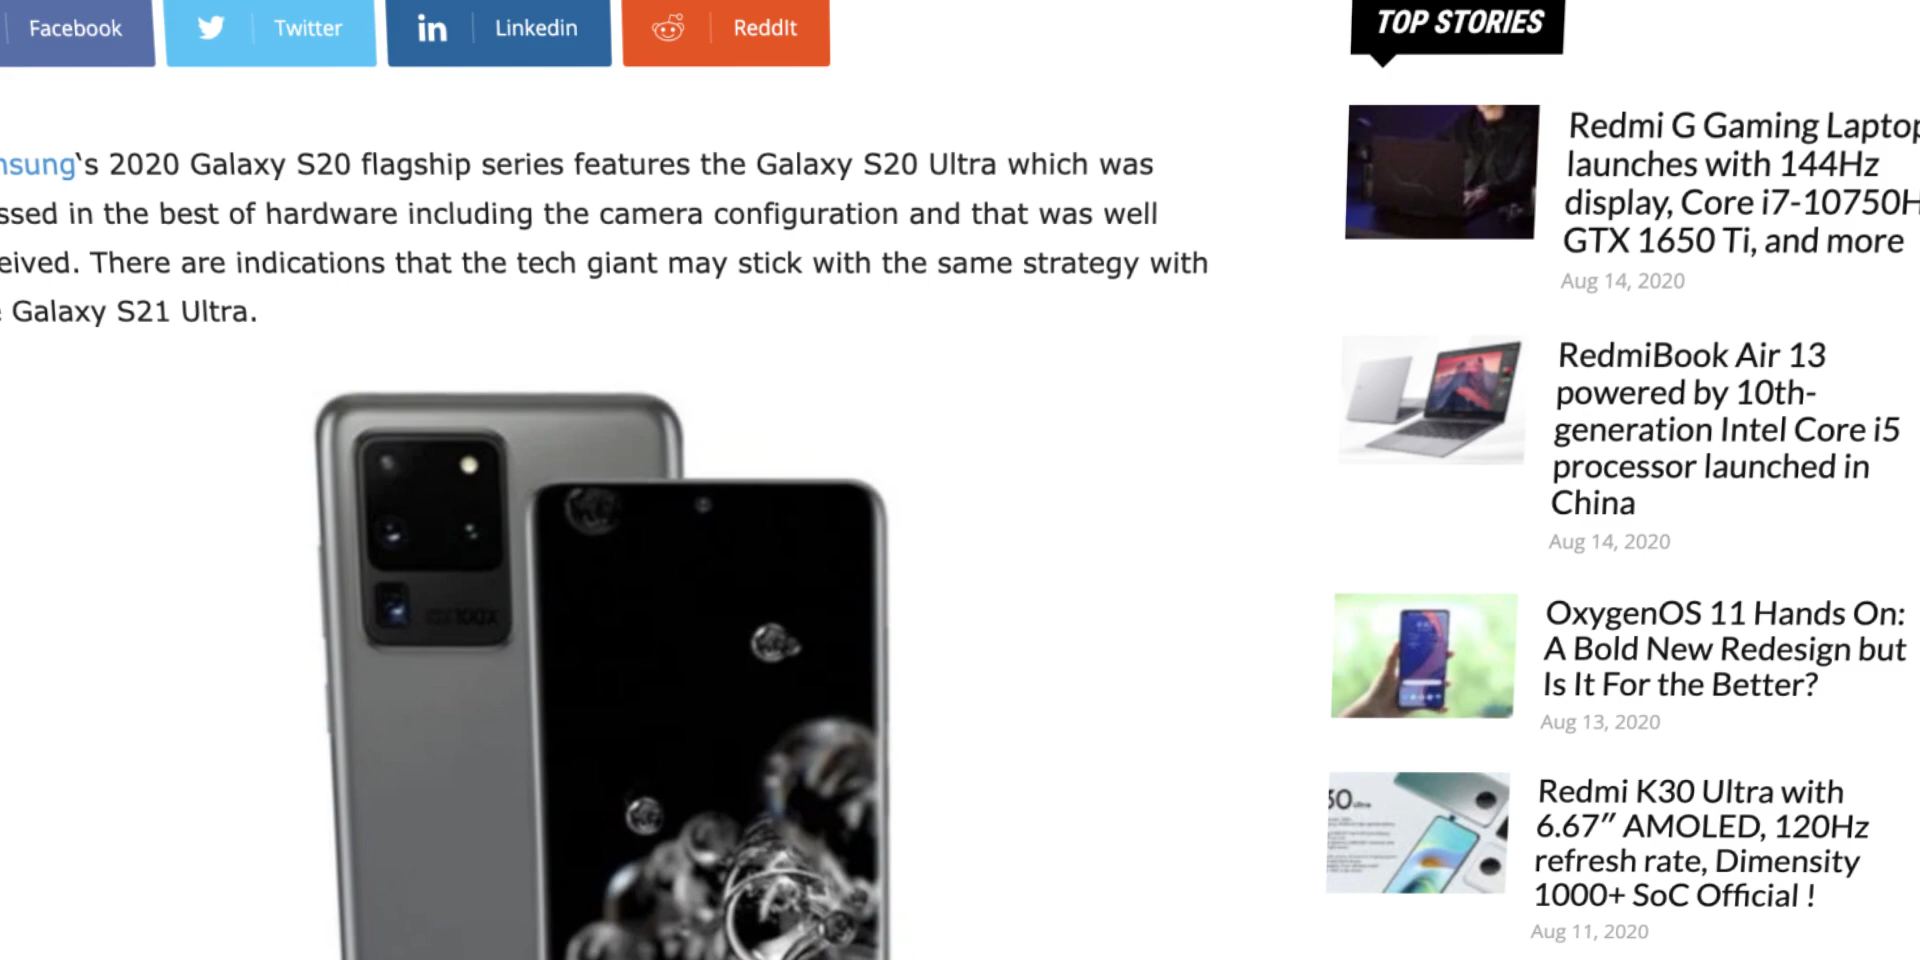 Facebook
Twitter
in
Linkedin
ReddIt
nsung's 2020 Galaxy S20 flagship series features the Galaxy S20 Ultra which was
ssed in the best of hardware including the camera configuration and that was well
eived. There are indications that the tech giant may stick with the same strategy with
Galaxy S21 Ultra.
100X
TOP STORIES
Redmi G Gaming Laptop
launches with 144Hz
display, Core i7-10750H
GTX 1650 Ti, and more
Aug 14, 2020
RedmiBook Air 13
powered by 10th-
generation Intel Core i5
processor launched in
China
Aug 14, 2020
OxygenOS 11 Hands On:
A Bold New Redesign but
Is It For the Better?
Aug 13, 2020
Redmi K30 Ultra with
6.67″ AMOLED, 120Hz
refresh rate, Dimensity
1000+ SoC Official !
Aug 11, 2020